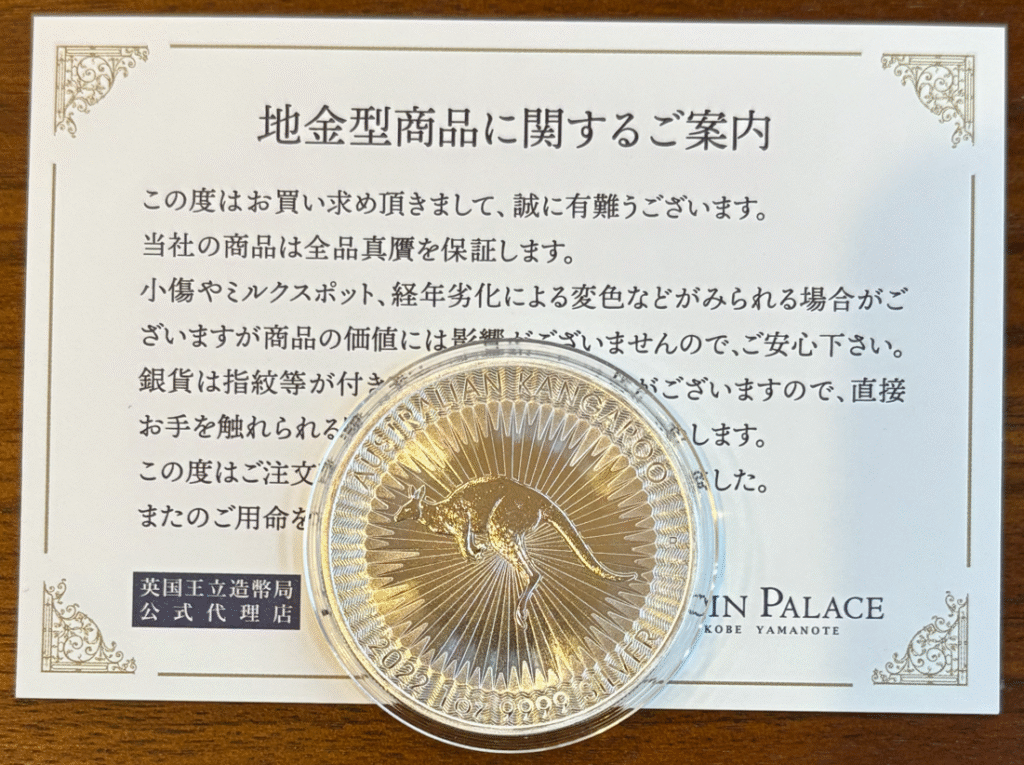 地金型商品に関するご案内
この度はお買い求め頂きまして、誠に有難うございます。
当社の商品は全品真贋を保証します。
小傷やミルクスポット、経年劣化による変色などがみられる場合がご
ざいますが商品の価値には影響がございませんので、ご安心下さい。
銀貨は指紋等が付き がございますので、直接
お手を触れられる します。
この度はご注文 ました。
またのご用命を
英国王立造幣局
公式代理店
COIN PALACE
KOBE YAMANOTE
AUSTRALIAN KANGAROO
P
2022 1oz 9999 SILVER